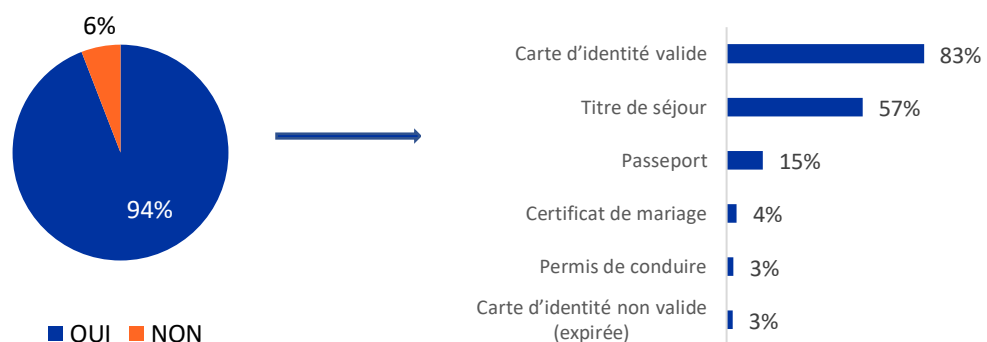 6%
94%
OUI NON
Carte d’identité valide 83%
Titre de séjour 57%
Passeport 15%
Certificat de mariage 4%
Permis de conduire 3%
Carte d’identité non valide
(expirée) 3%